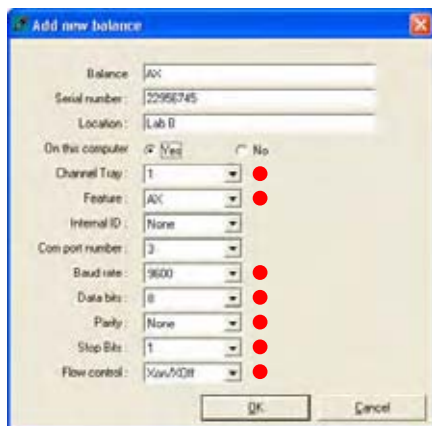 Add new balance
Balance AX
Serial number : 22956745
Location : Lab B
On this computer Yes No
Channel Tray : 1
Feature : AX
Internal ID : None
Com port number : 3
Baud rate : 9600
Data bits : 8
Parity : None
Stop Bits : 1
Flow control : Xon/XOff
OK Cancel